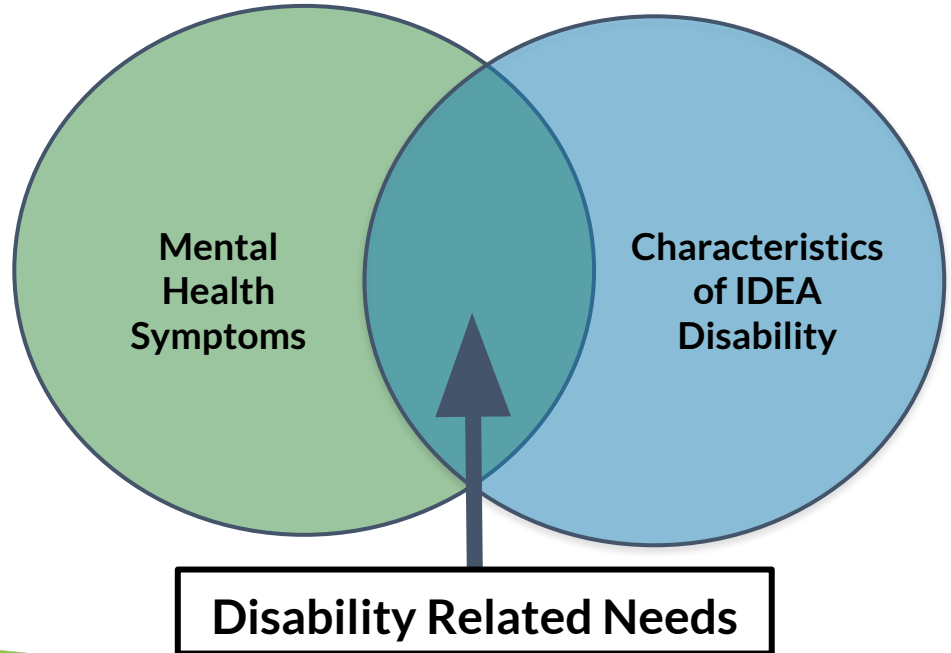 Mental
Health
Symptoms
Characteristics
of IDEA
Disability
Disability Related Needs